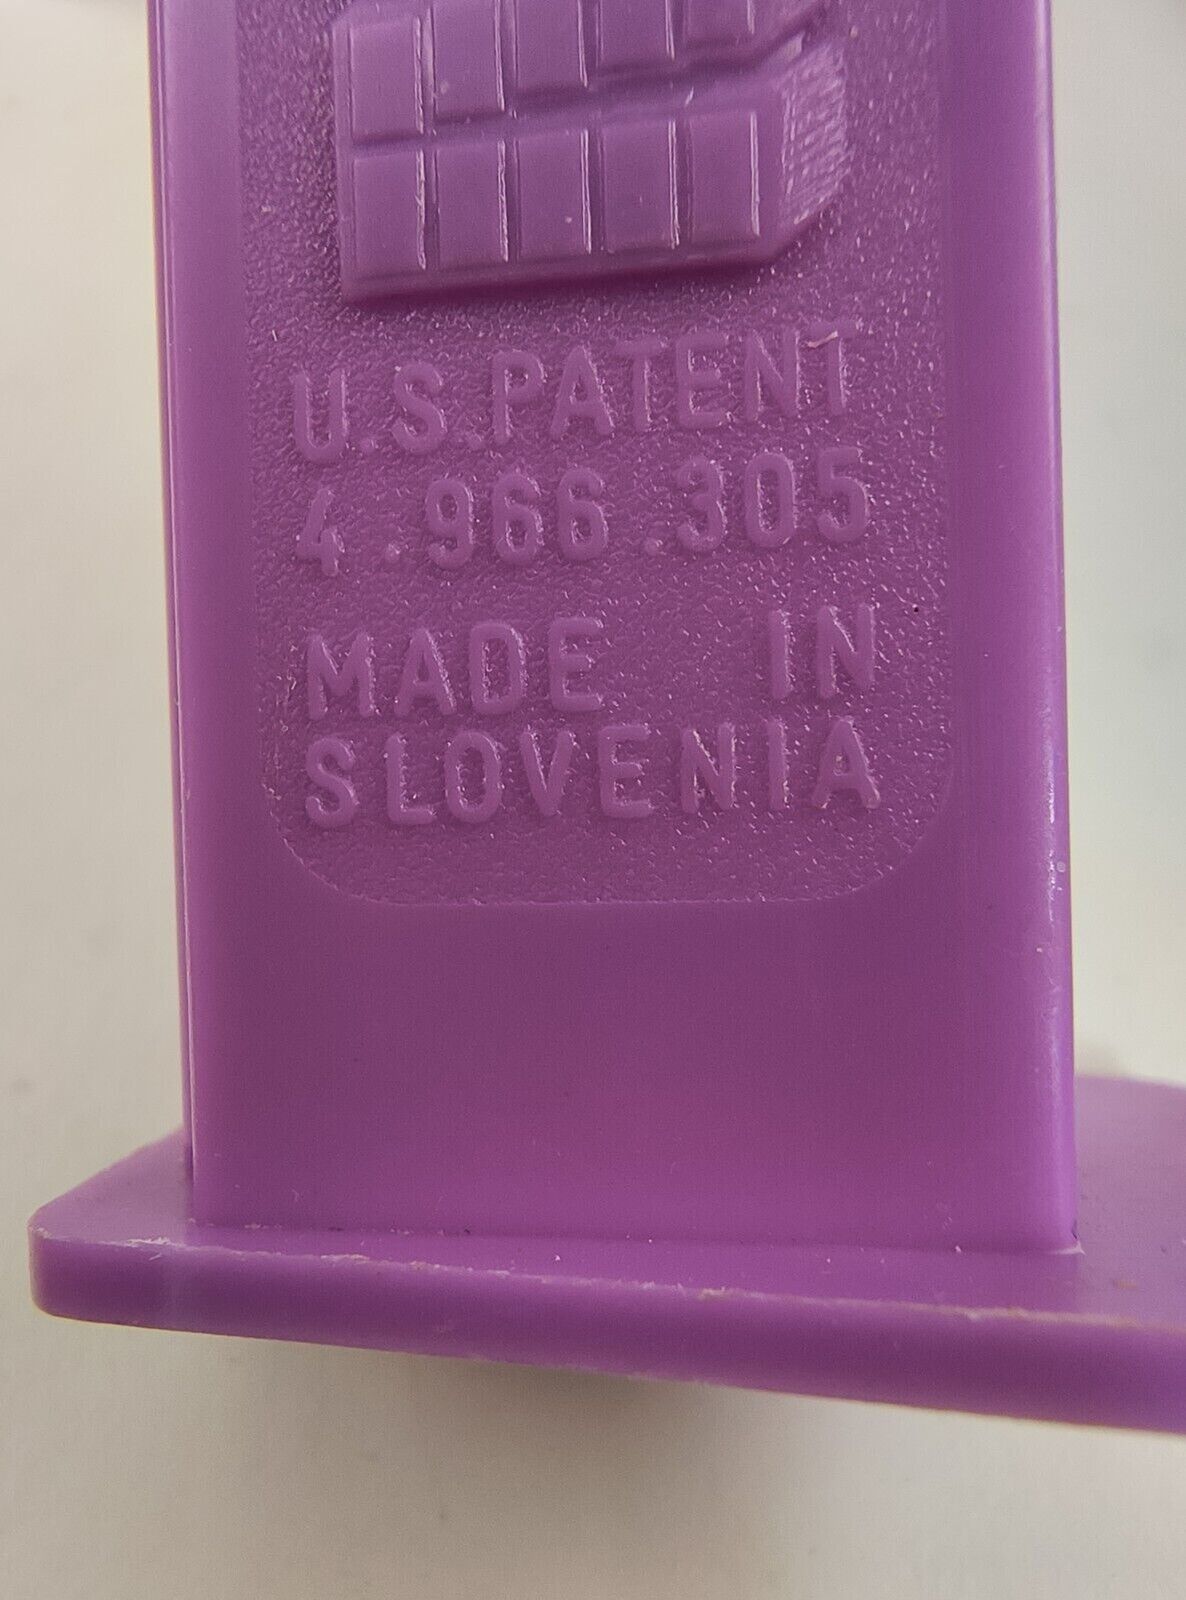 U.S.PATENT
4.966.305
MADE IN
SLOVENIA